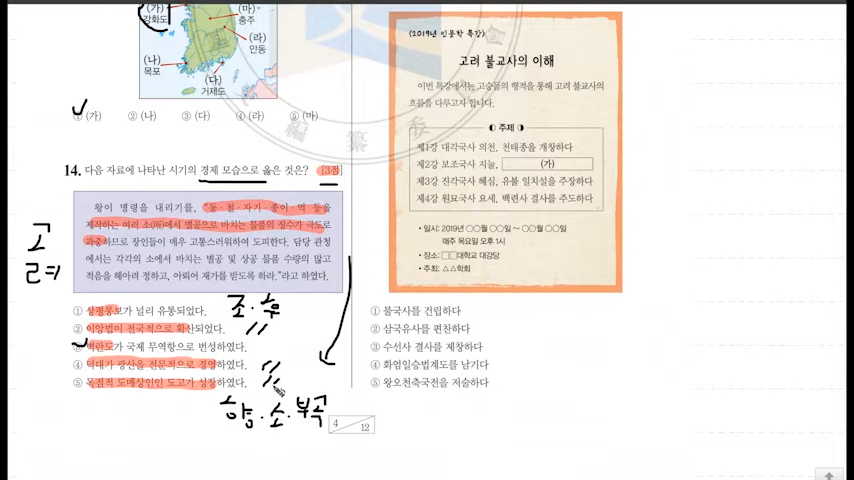 (가)
강화도
(마)
충주
(라)
안동
(나)
목포
(다)
거제도
① (가) ② (나) ③ (다) ④ (라) ⑤ (마)
14. 다음 자료에 나타난 시기의 경제 모습으로 옳은 것은? [3점]
왕이 명령을 내리기를, “동·철·자기·종이·먹 등을
제작하는 여러 소(所)에서 별공으로 바치는 물품의 징수가 극도로
과중하므로 장인들이 매우 고통스러워하여 도피한다. 담당 관청
에서는 각각의 소에서 바치는 별공 및 상공 물품 수량의 많고
적음을 헤아려 정하고, 아뢰어 재가를 받도록 하라.”라고 하였다.
고
려
① 상평통보가 널리 유통되었다.
② 이앙법이 전국적으로 확산되었다.
③ 벽란도가 국제 무역항으로 번성하였다.
④ 덕대가 광산을 전문적으로 경영하였다.
⑤ 독점적 도매상인인 도고가 성장하였다.
조·후
〃
〃
〃
향·소·부곡
4 12
(2019년 인문학 특강)
고려 불교사의 이해
이번 특강에서는 고승들의 행적을 통해 고려 불교사의
흐름을 다루고자 합니다.
주제
제1강 대각국사 의천, 천태종을 개창하다
제2강 보조국사 지눌, (가)
제3강 진각국사 혜심, 유불 일치설을 주장하다
제4강 원묘국사 요세, 백련사 결사를 주도하다
• 일시: 2019년 ○○월 ○○일 ~ ○○월 ○○일
매주 목요일 오후 1시
• 장소: □□대학교 대강당
• 주최: △△학회
① 불국사를 건립하다
② 삼국유사를 편찬하다
③ 수선사 결사를 제창하다
④ 화엄일승법계도를 남기다
⑤ 왕오천축국전을 저술하다